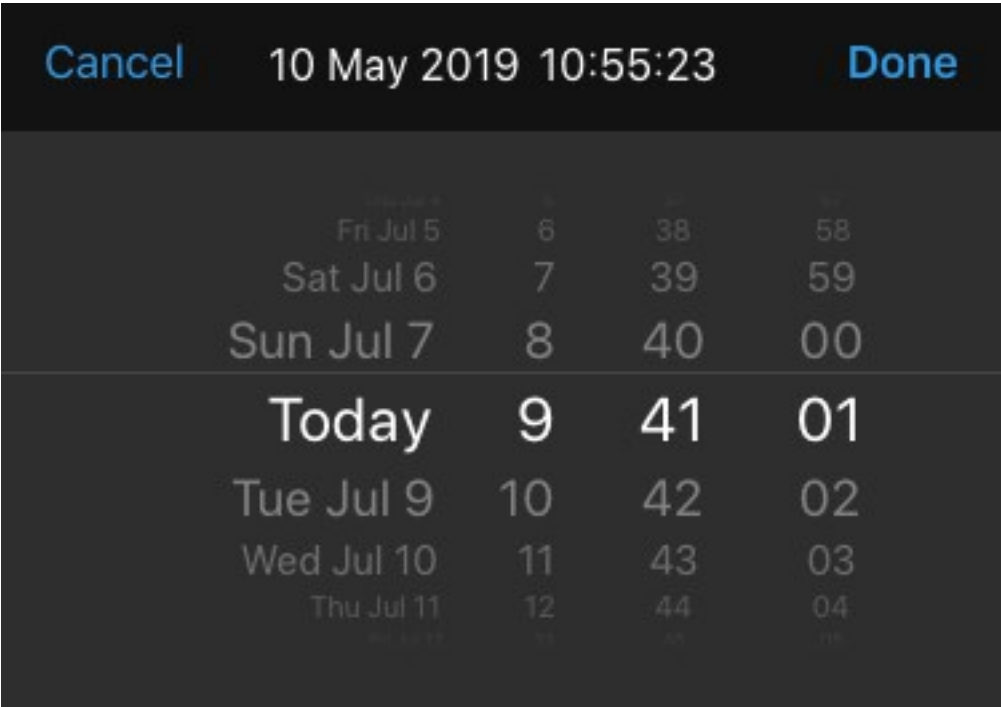 Cancel 10 May 2019 10:55:23 Done
Fri Jul 5 6 38 58
Sat Jul 6 7 39 59
Sun Jul 7 8 40 00
Today 9 41 01
Tue Jul 9 10 42 02
Wed Jul 10 11 43 03
Thu Jul 11 12 44 04